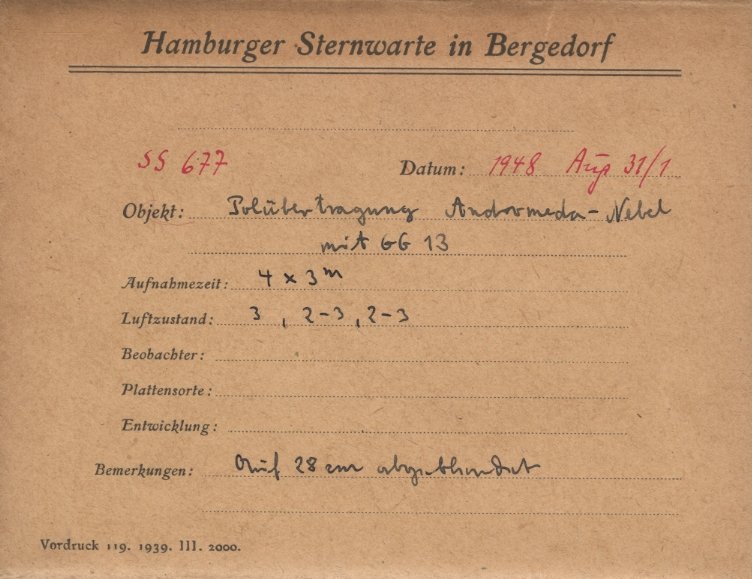 Hamburger Sternwarte in Bergedorf
SS 677 Datum: 1948 Aug 31/1
Objekt: Polübertragung Andromeda-Nebel
mit GG 13
Aufnahmezeit: 4 x 3 m
Luftzustand: 3, 2-3, 2-3
Beobachter:
Plattensorte:
Entwicklung:
Bemerkungen: Auf 28 cm abgeblendet
Vordruck 119. 1939. III. 2000.